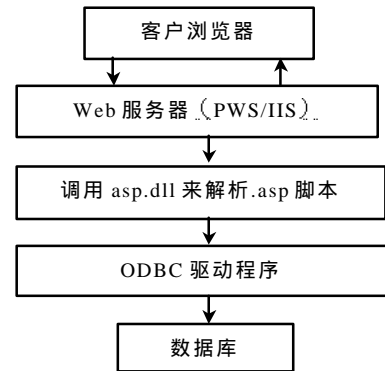 客户浏览器
Web 服务器（PWS/IIS）
调用 asp.dll 来解析.asp 脚本
ODBC 驱动程序
数据库